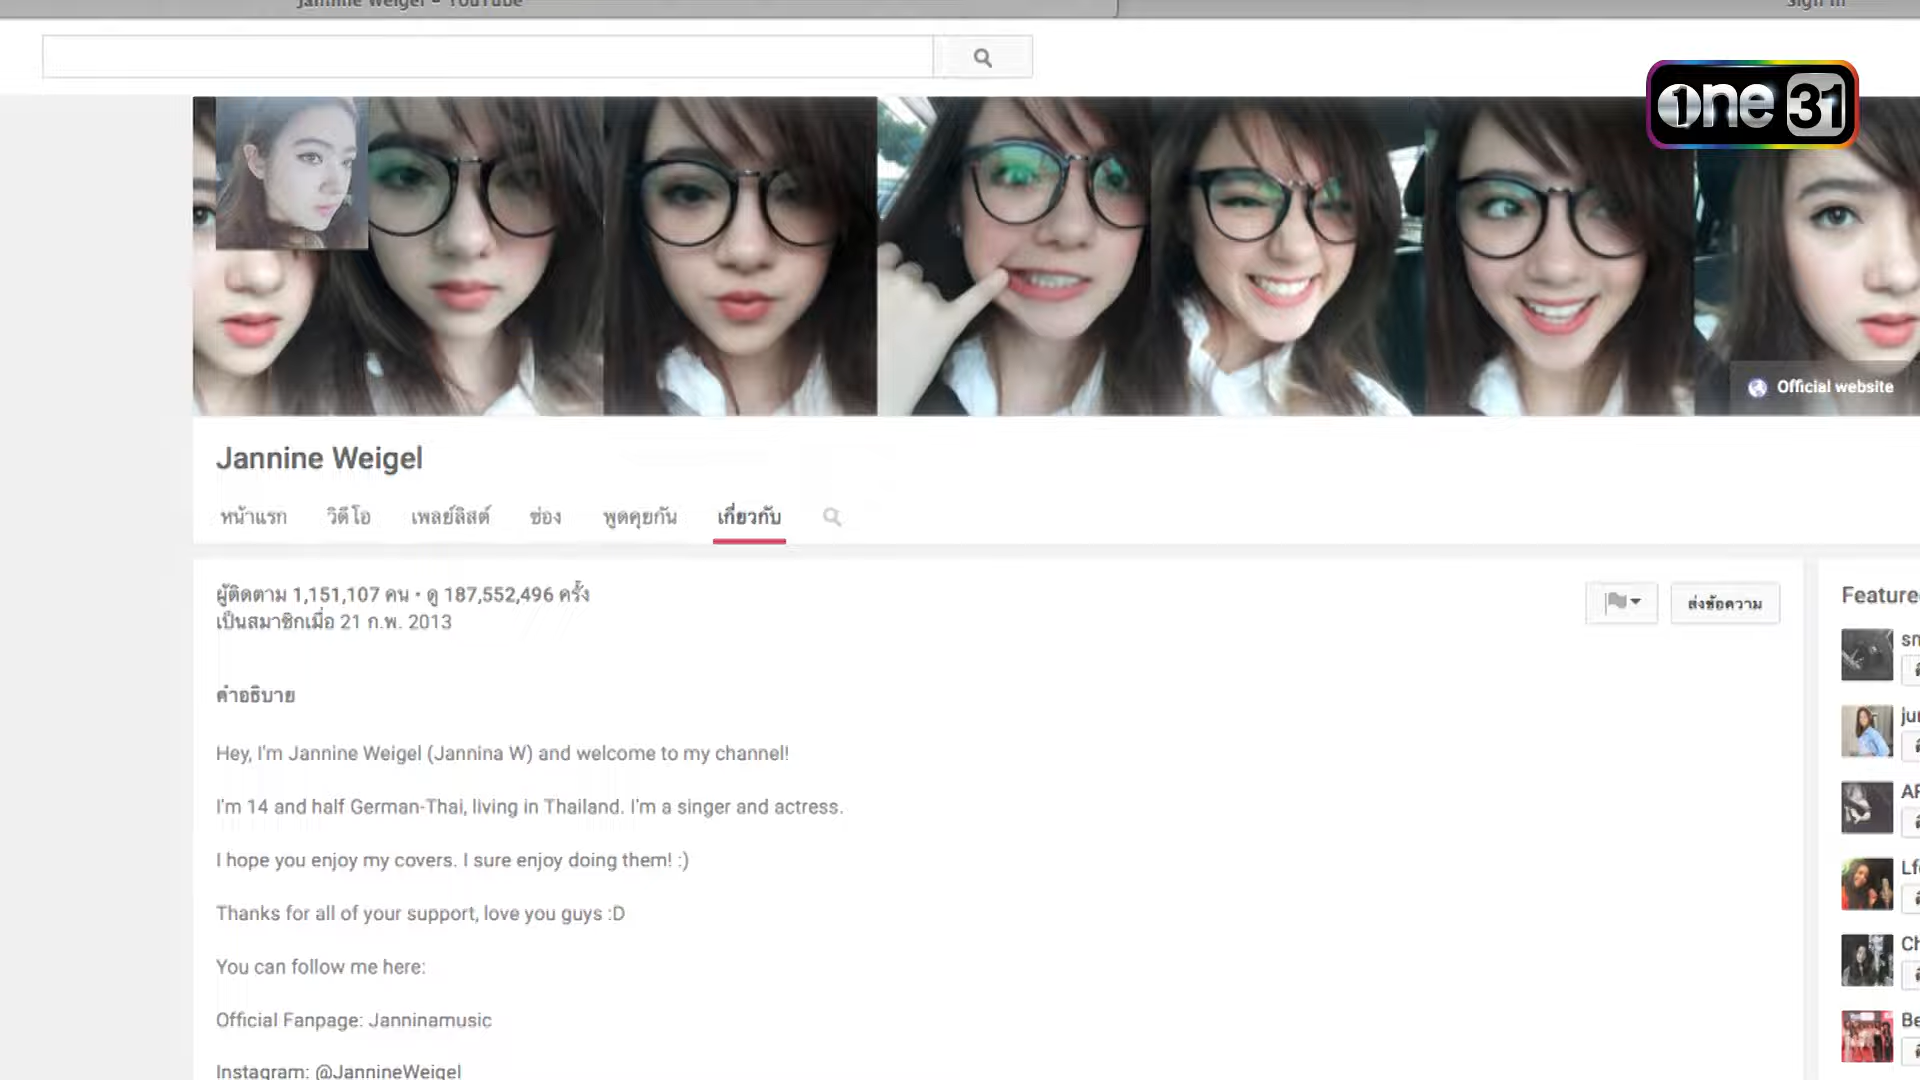 Jannine Weigel - YouTube
Sign in
one 31
Official website
Jannine Weigel
หน้าแรก วิดีโอ เพลย์ลิสต์ ช่อง พูดคุยกัน เกี่ยวกับ
ผู้ติดตาม 1,151,107 คน • ดู 187,552,496 ครั้ง
เป็นสมาชิกเมื่อ 21 ก.พ. 2013
ส่งข้อความ
คำอธิบาย
Hey, I'm Jannine Weigel (Jannina W) and welcome to my channel!
I'm 14 and half German-Thai, living in Thailand. I'm a singer and actress.
I hope you enjoy my covers. I sure enjoy doing them! :)
Thanks for all of your support, love you guys :D
You can follow me here:
Official Fanpage: Janninamusic
Instagram: @JannineWeigel